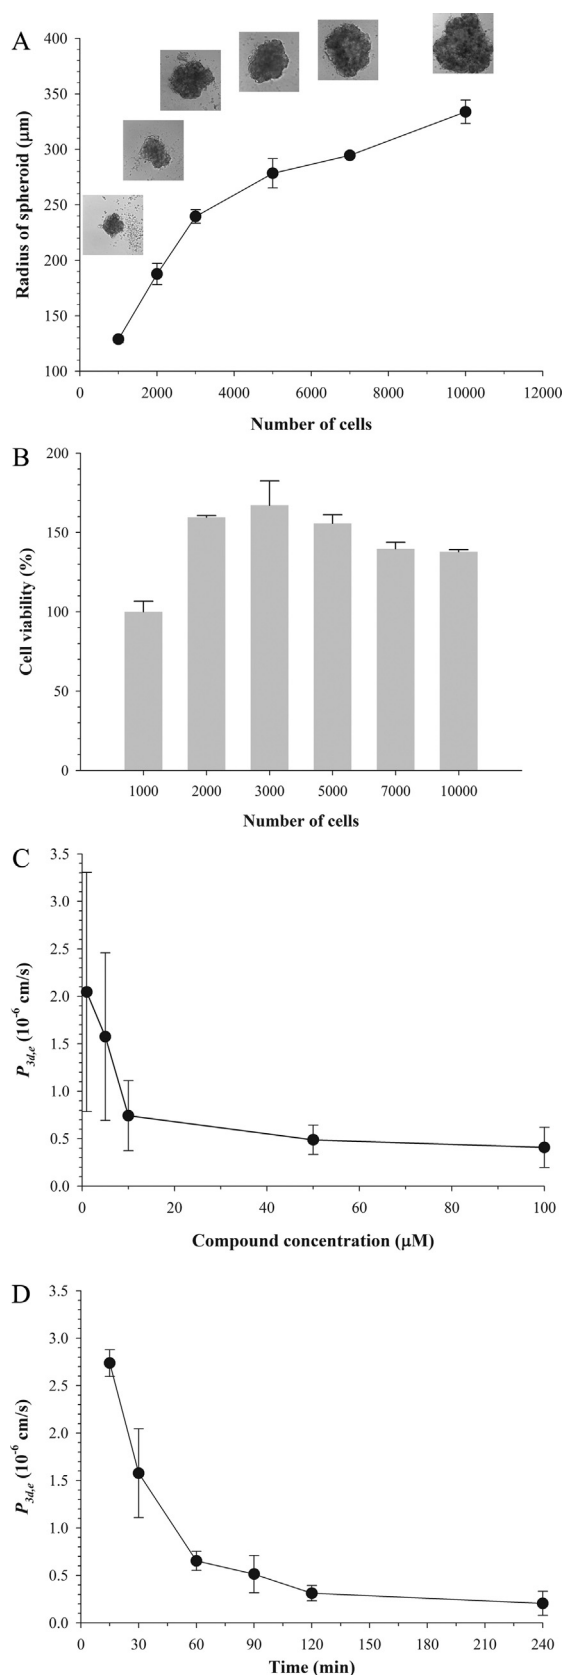 A
400
350
300
250
200
150
100
Radius of spheroid (μm)
0 2000 4000 6000 8000 10000 12000
Number of cells
B
200
150
100
50
0
Cell viability (%)
1000 2000 3000 5000 7000 10000
Number of cells
C
3.5
3.0
2.5
2.0
1.5
1.0
0.5
0.0
P3d,e (10-6 cm/s)
0 20 40 60 80 100
Compound concentration (μM)
D
3.5
3.0
2.5
2.0
1.5
1.0
0.5
0.0
P3d,e (10-6 cm/s)
0 30 60 90 120 150 180 210 240
Time (min)